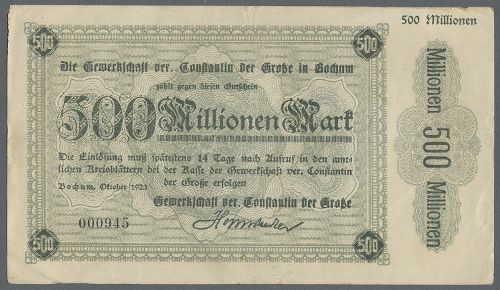 500 500 500 Millionen
Die Gewerkschaft ver. Constantin der Große in Bochum
zahlt gegen diesen Gutschein
500 Millionen Mark
Die Einlösung muß spätestens 14 Tage nach Aufruf in den amt-
lichen Kreisblättern bei der Kasse der Gewerkschaft ver. Constantin
der Große erfolgen
Bochum, Oktober 1923
Gewerkschaft ver. Constantin der Große
000945
500 500
Millionen 500 Millionen